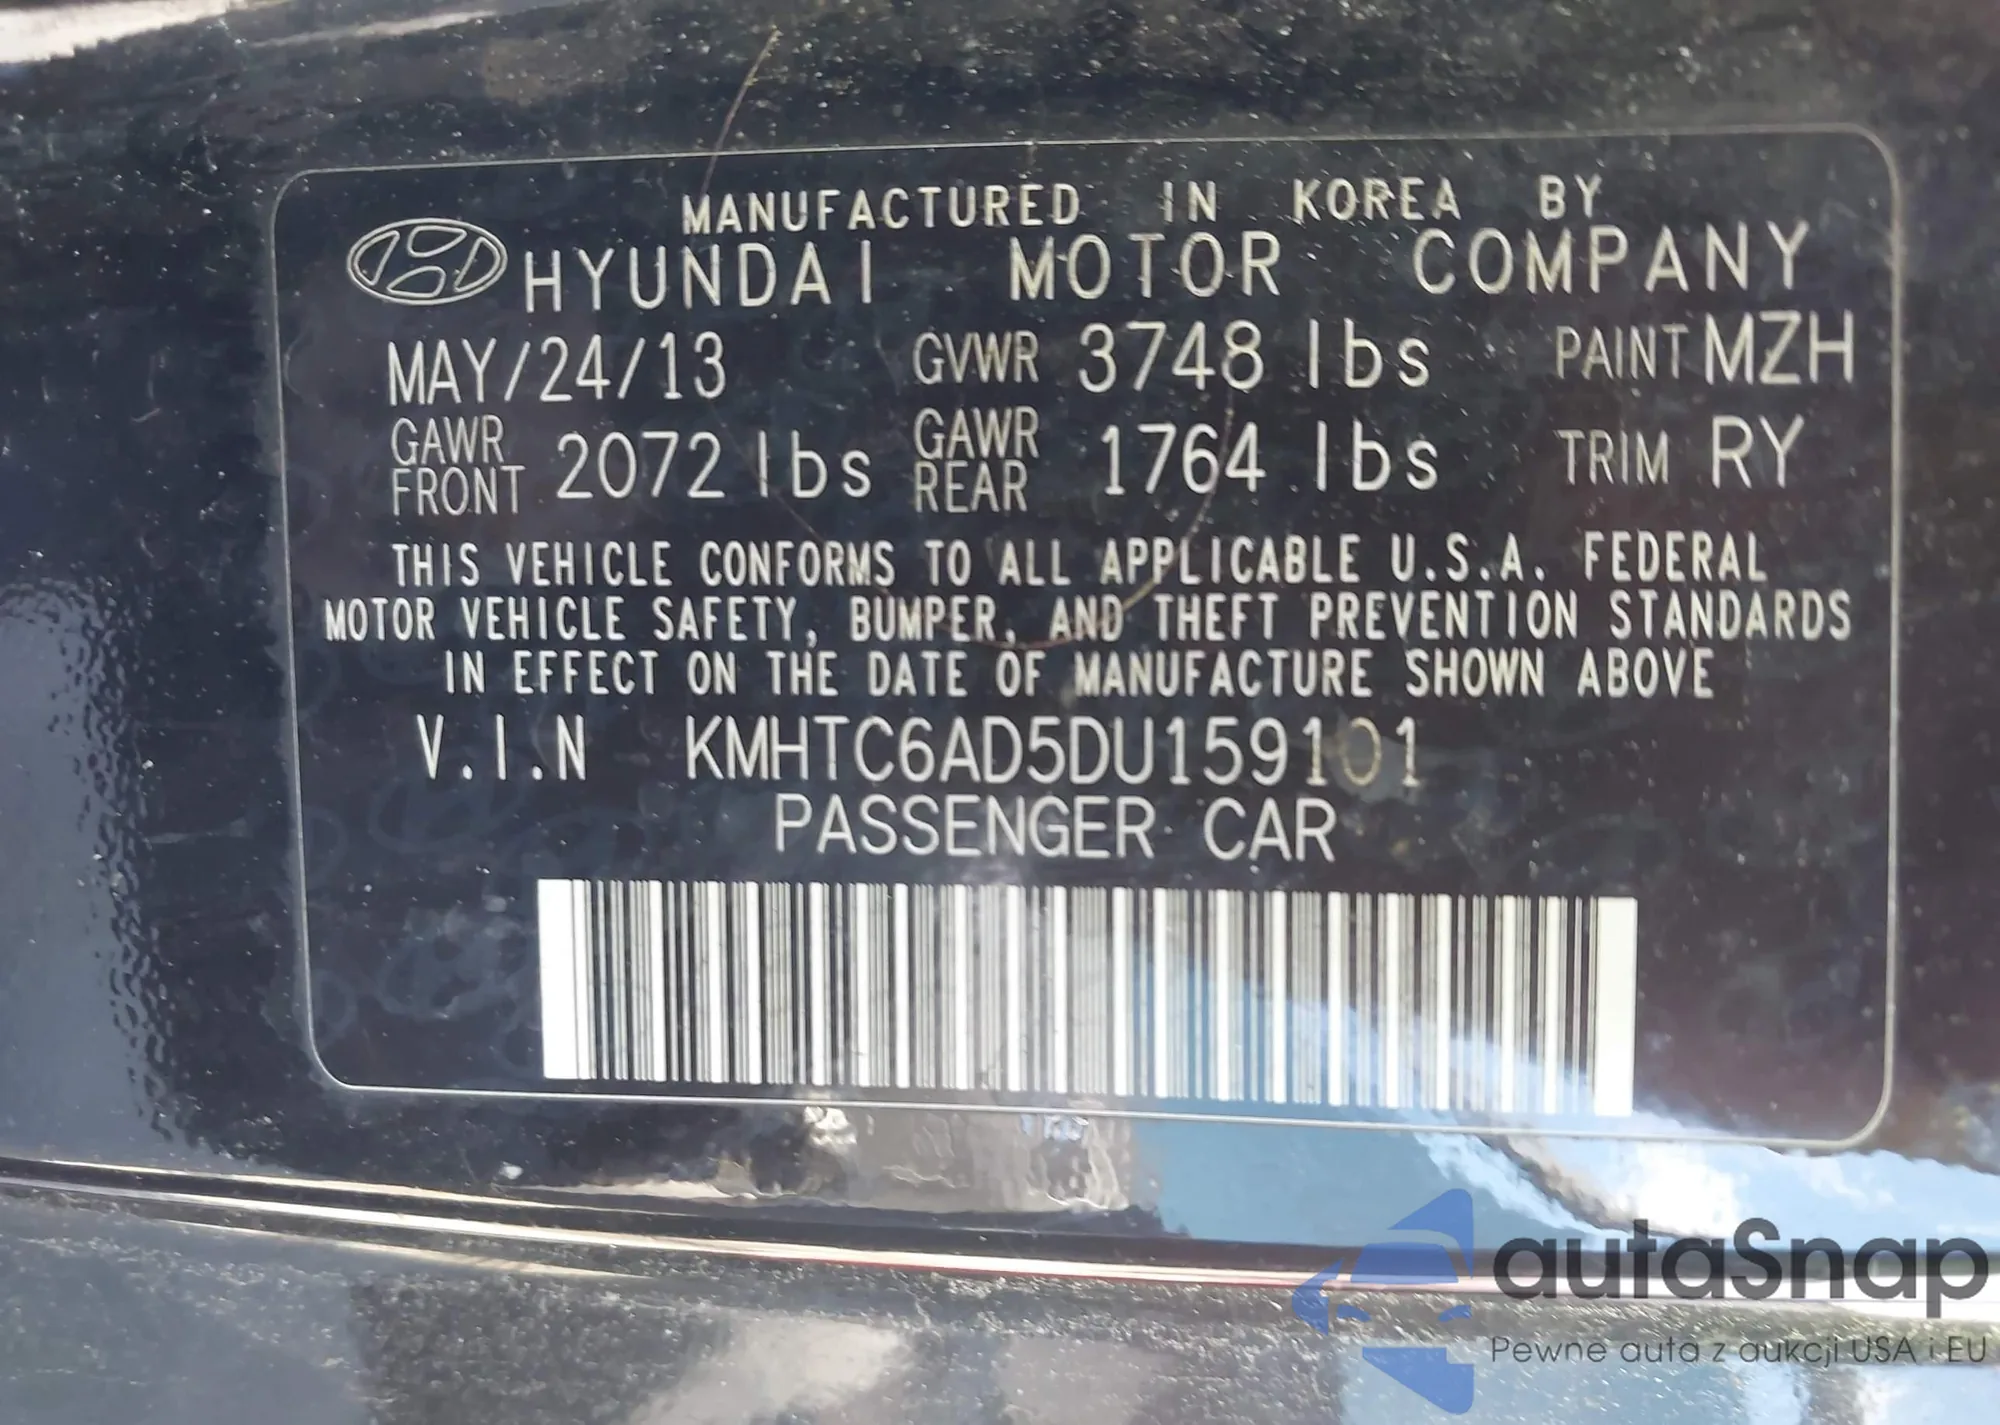 MANUFACTURED IN KOREA BY
HYUNDAI MOTOR COMPANY
MAY/24/13 GVWR 3748 lbs PAINT MZH
GAWR FRONT 2072 lbs GAWR REAR 1764 lbs TRIM RY
THIS VEHICLE CONFORMS TO ALL APPLICABLE U.S.A. FEDERAL
MOTOR VEHICLE SAFETY, BUMPER, AND THEFT PREVENTION STANDARDS
IN EFFECT ON THE DATE OF MANUFACTURE SHOWN ABOVE
V.I.N KMHTC6AD5DU159101
PASSENGER CAR
autaSnap
Pewne auta z aukcji USA i EU